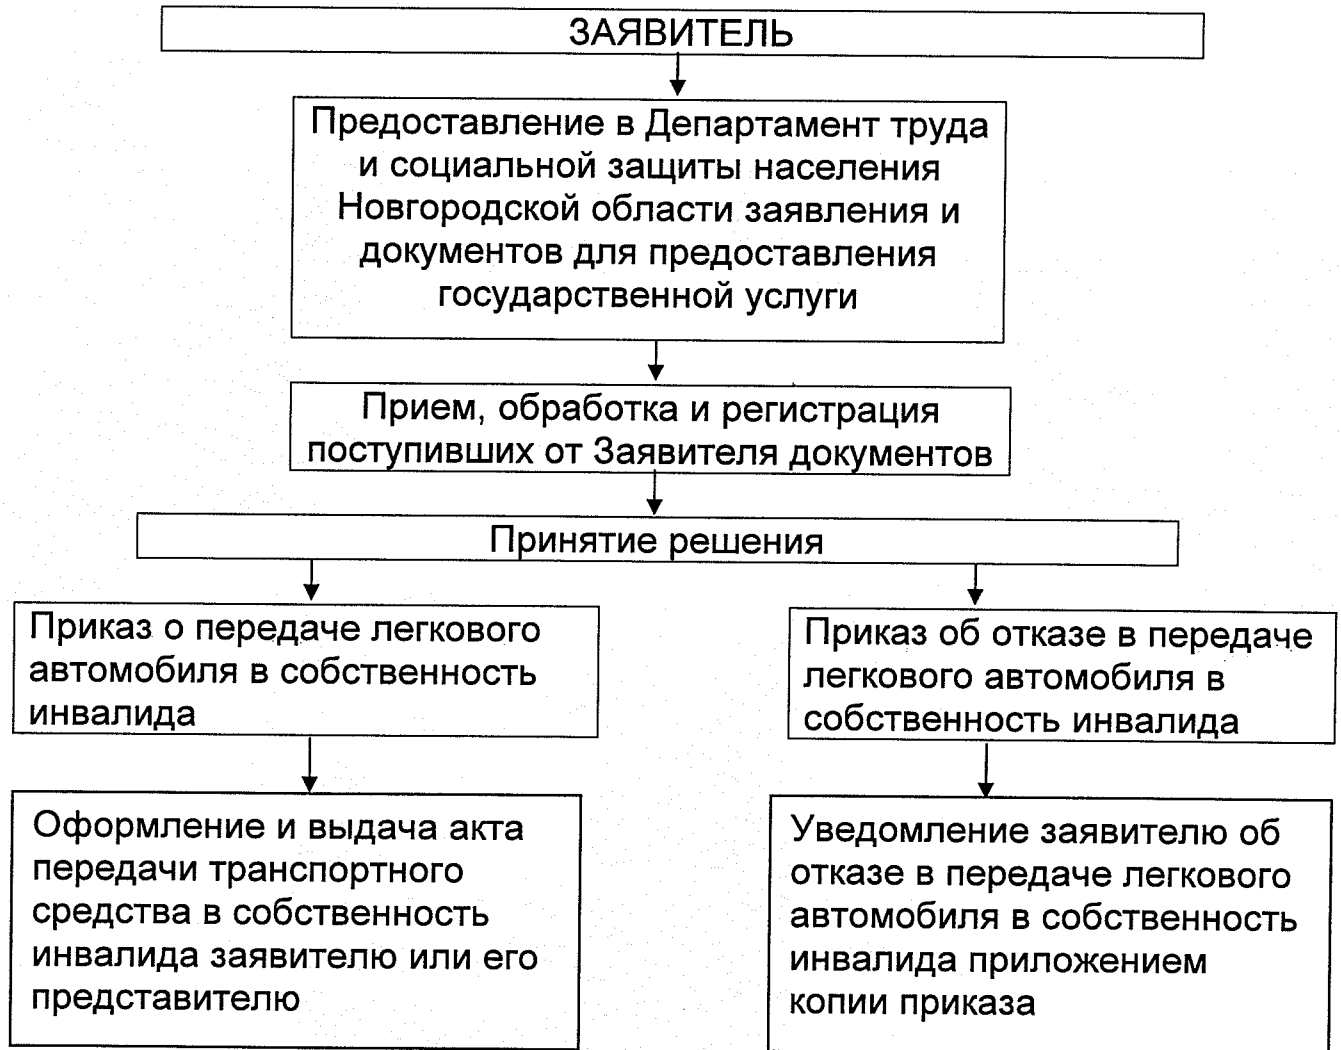 ЗАЯВИТЕЛЬ
Предоставление в Департамент труда
и социальной защиты населения
Новгородской области заявления и
документов для предоставления
государственной услуги
Прием, обработка и регистрация
поступивших от Заявителя документов
Принятие решения
Приказ о передаче легкового
автомобиля в собственность
инвалида
Приказ об отказе в передаче
легкового автомобиля в
собственность инвалида
Оформление и выдача акта
передачи транспортного
средства в собственность
инвалида заявителю или его
представителю
Уведомление заявителю об
отказе в передаче легкового
автомобиля в собственность
инвалида приложением
копии приказа